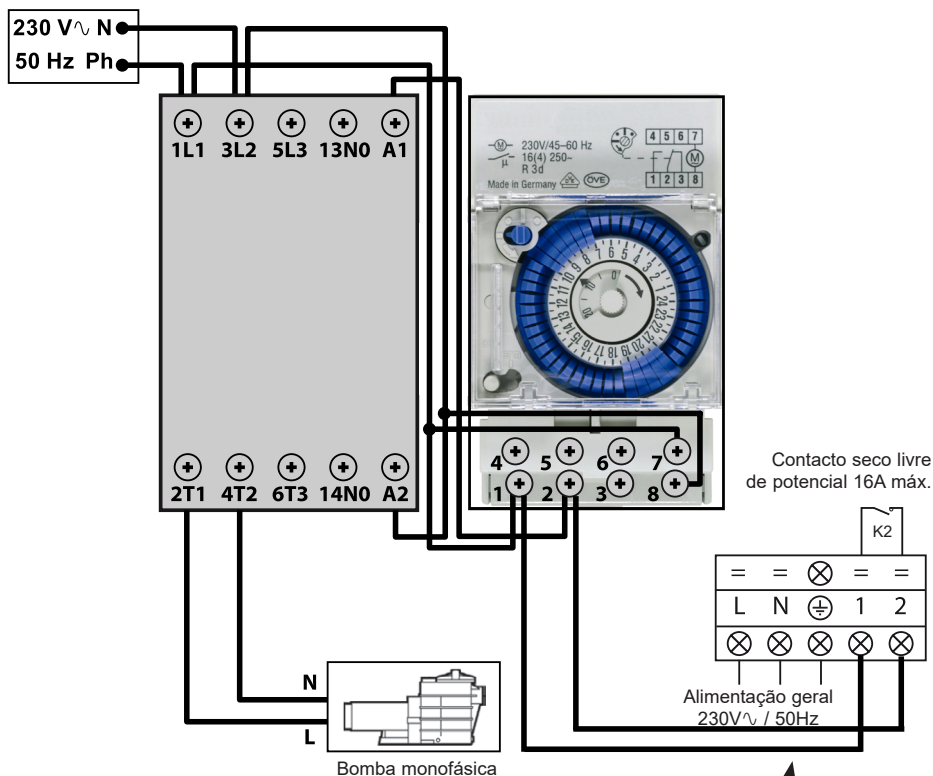 230 V∿ N
50 Hz Ph
1L1 3L2 5L3 13N0 A1
2T1 4T2 6T3 14N0 A2
230V/45–60 Hz
16(4) 250~
μ
R 3d
Made in Germany
ÖVE
4 5 6 7
M
1 2 3 8
4 5 6 7
1 2 3 8
Contacto seco livre
de potencial 16A máx.
K2
= = = =
L N 1 2
Alimentação geral
230V∿ / 50Hz
N
L
Bomba monofásica